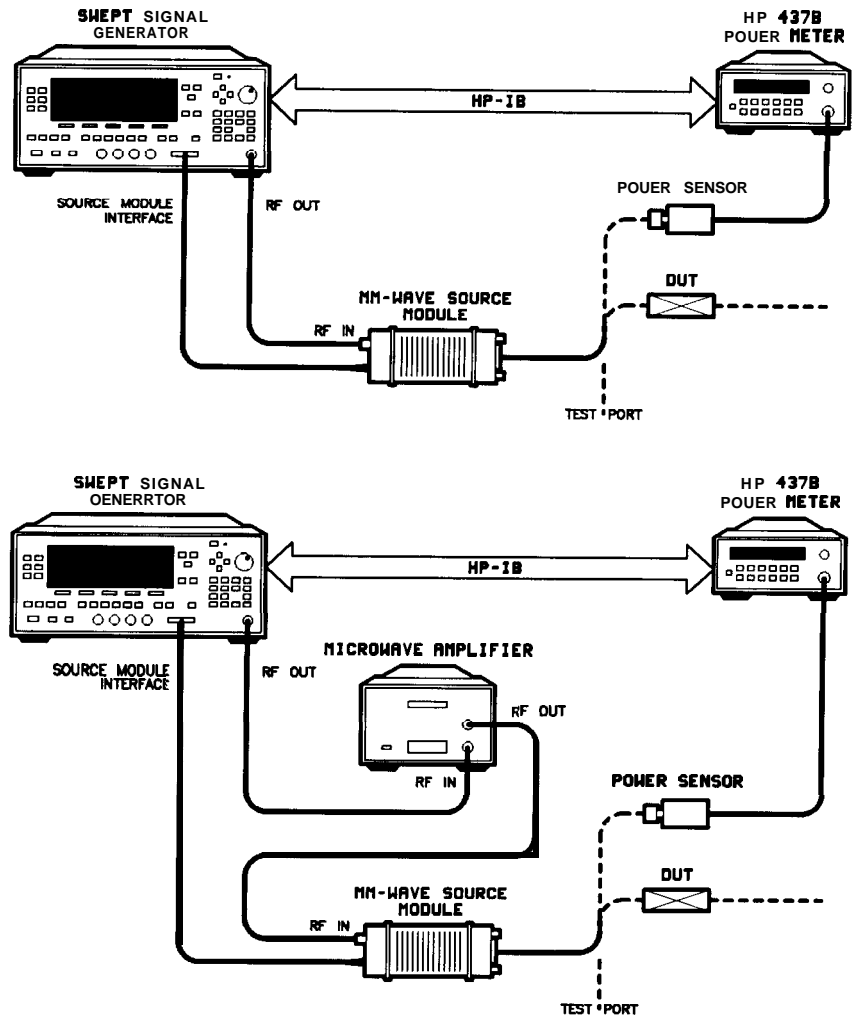 SWEPT SIGNAL
GENERATOR
HP 437B
POUER METER
HP-IB
SOURCE MODULE
INTERFACE
RF OUT
POUER SENSOR
DUT
MM-WAVE SOURCE
MODULE
RF IN
TEST PORT
SWEPT SIGNAL
OENERRTOR
HP 437B
POUER METER
HP-IB
SOURCE MODULE
INTERFACE
RF OUT
MICROWAVE AMPLIFIER
RF OUT
RF IN
POWER SENSOR
DUT
MM-WAVE SOURCE
MODULE
RF IN
TEST PORT